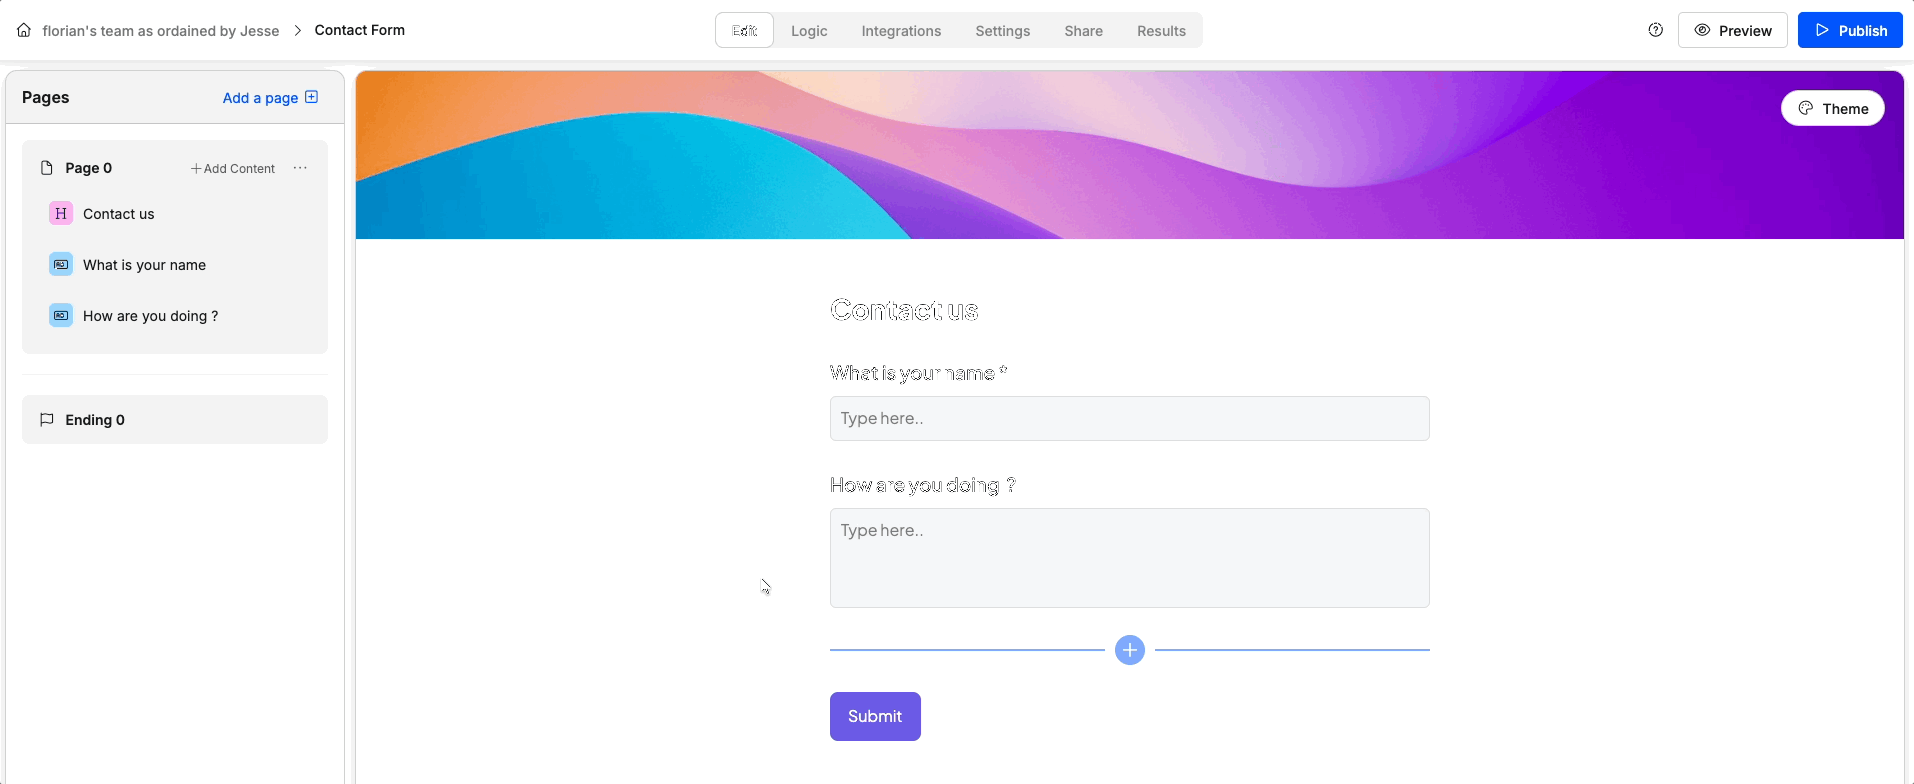 florian's team as ordained by Jesse > Contact Form
Edit
Logic
Integrations
Settings
Share
Results
Preview
Publish
Pages
Add a page
Page 0
Add Content
H Contact us
What is your name
How are you doing ?
Ending 0
Theme
Contact us
What is your name *
Type here..
How are you doing ?
Type here..
Submit